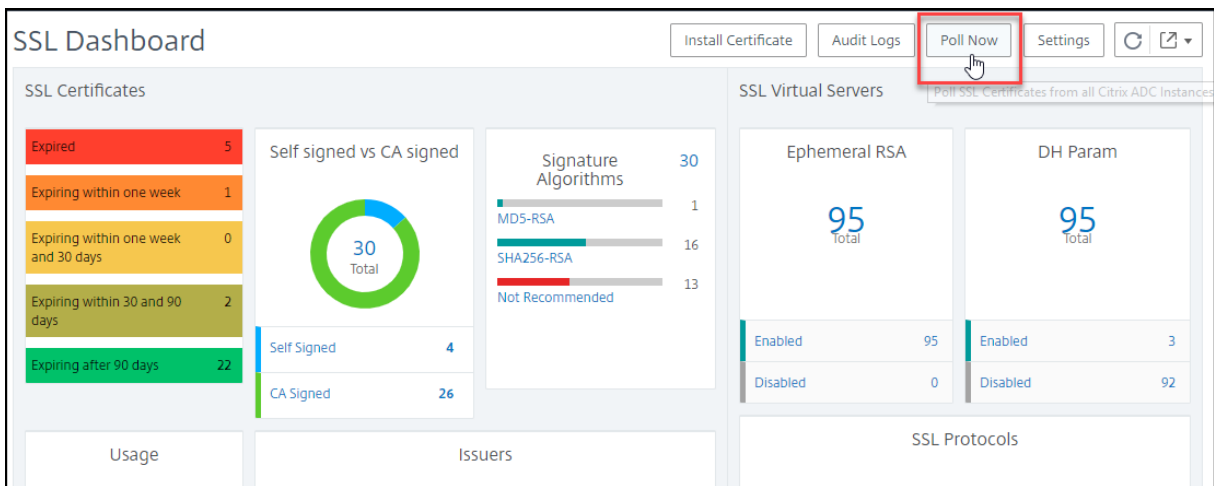 SSL Dashboard
Install Certificate
Audit Logs
Poll Now
Settings
Poll SSL Certificates from all Citrix ADC Instances
SSL Certificates
Expired 5
Expiring within one week 1
Expiring within one week 0
and 30 days
Expiring within 30 and 90 2
days
Expiring after 90 days 22
Self signed vs CA signed
30
Total
Self Signed 4
CA Signed 26
Signature 30
Algorithms
1
MD5-RSA
16
SHA256-RSA
13
Not Recommended
Usage
Issuers
SSL Virtual Servers
Ephemeral RSA
95
Total
Enabled 95
Disabled 0
DH Param
95
Total
Enabled 3
Disabled 92
SSL Protocols